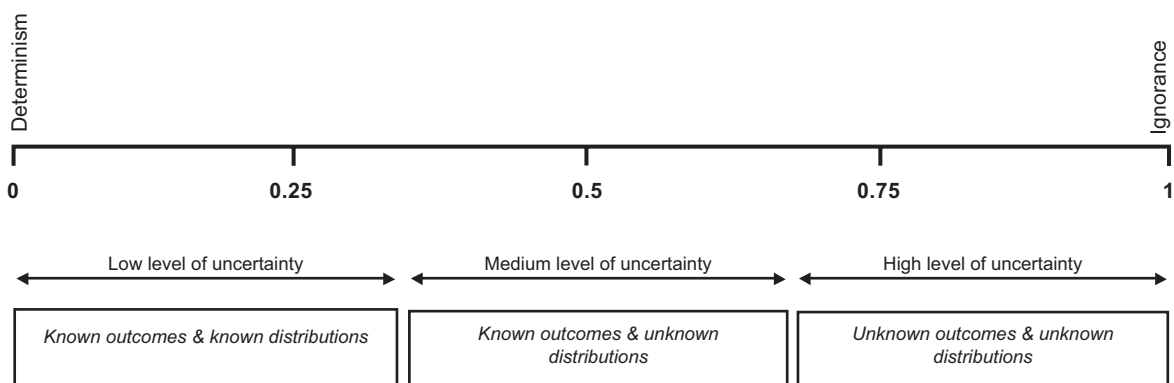 Determinism
Ignorance
0 0.25 0.5 0.75 1
Low level of uncertainty Medium level of uncertainty High level of uncertainty
Known outcomes & known distributions
Known outcomes & unknown
distributions
Unknown outcomes & unknown
distributions